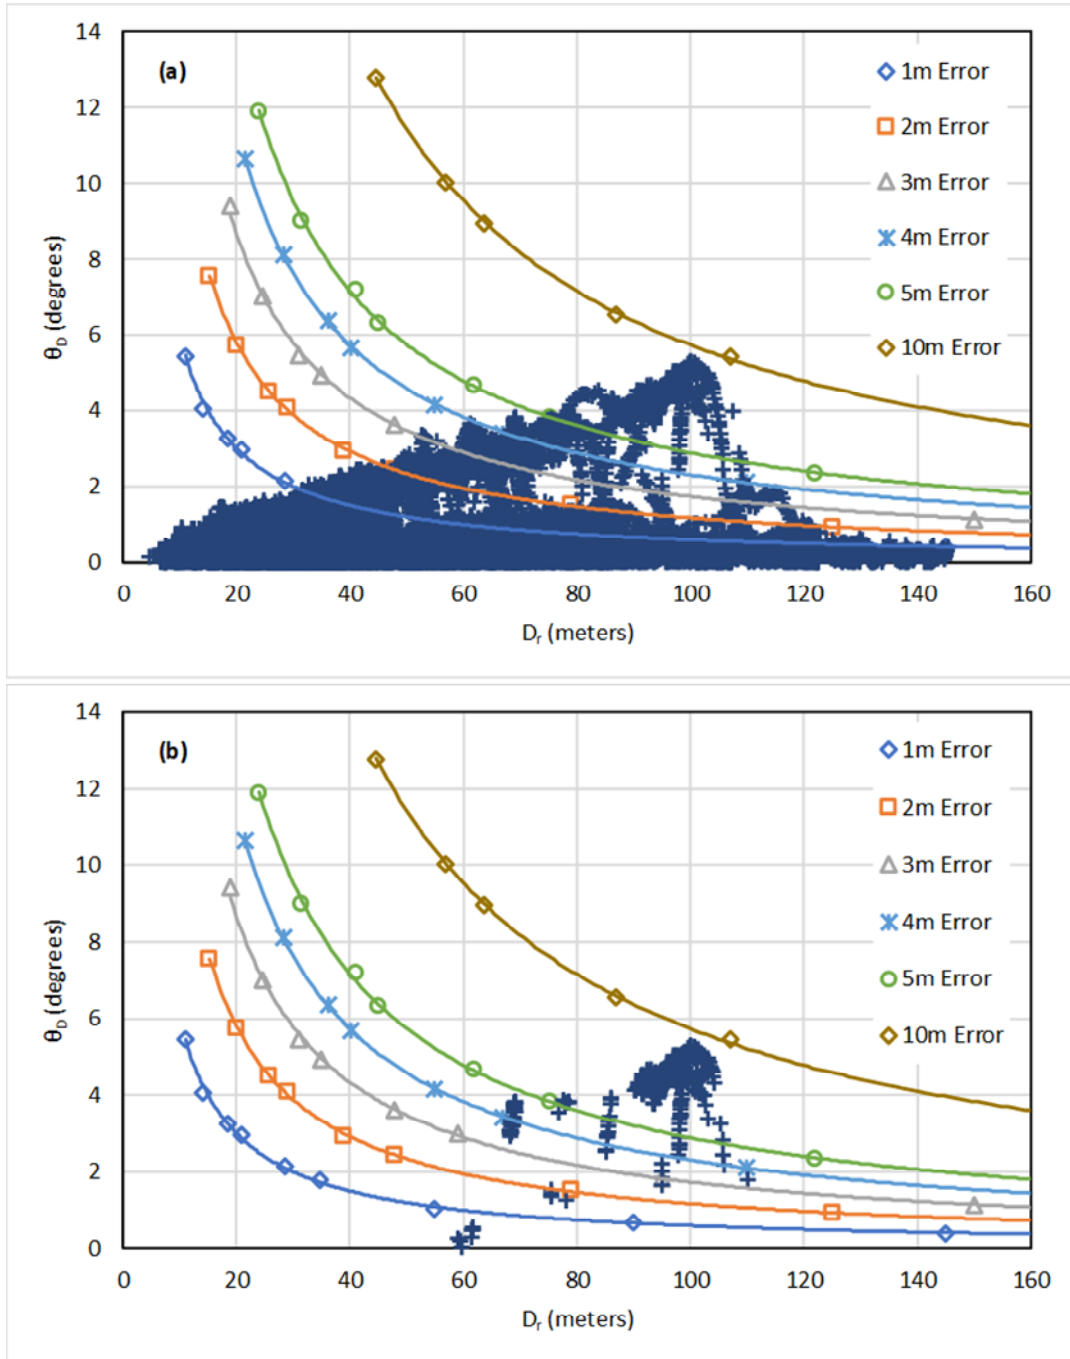 (a)
14
12
10
8
6
4
2
0
θD (degrees)
1m Error
2m Error
3m Error
4m Error
5m Error
10m Error
0 20 40 60 80 100 120 140 160
Dr (meters)
(b)
14
12
10
8
6
4
2
0
θD (degrees)
1m Error
2m Error
3m Error
4m Error
5m Error
10m Error
0 20 40 60 80 100 120 140 160
Dr (meters)